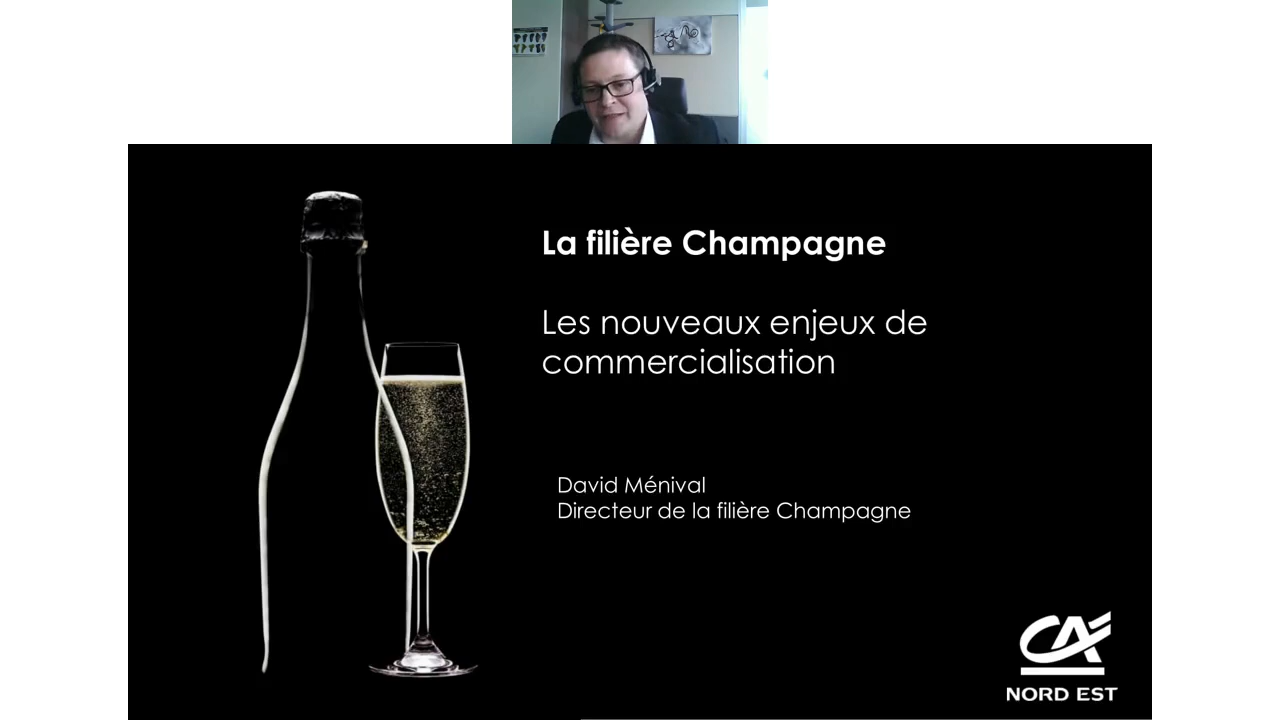 La filière Champagne
Les nouveaux enjeux de
commercialisation
David Ménival
Directeur de la filière Champagne
CA
NORD EST